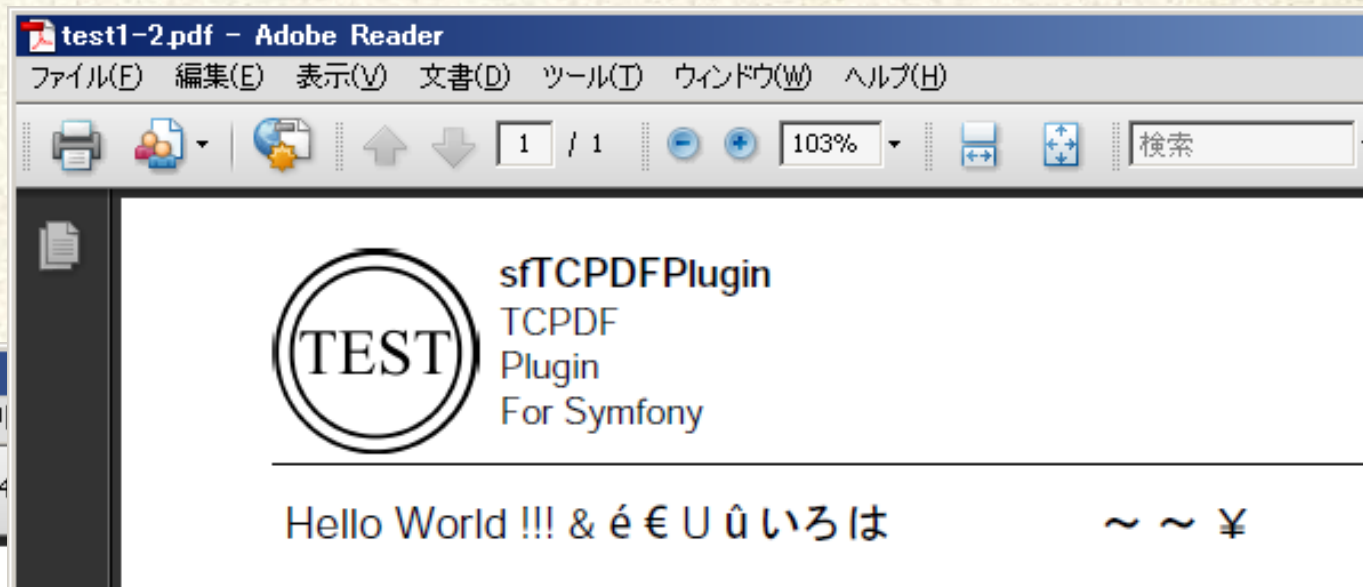 test1-2.pdf - Adobe Reader
ファイル(F) 編集(E) 表示(V) 文書(D) ツール(T) ウィンドウ(W) ヘルプ(H)
1 / 1 103% 検索
TEST
sfTCPDFPlugin
TCPDF
Plugin
For Symfony
Hello World !!! & é € U û いろは ～ ～ ¥